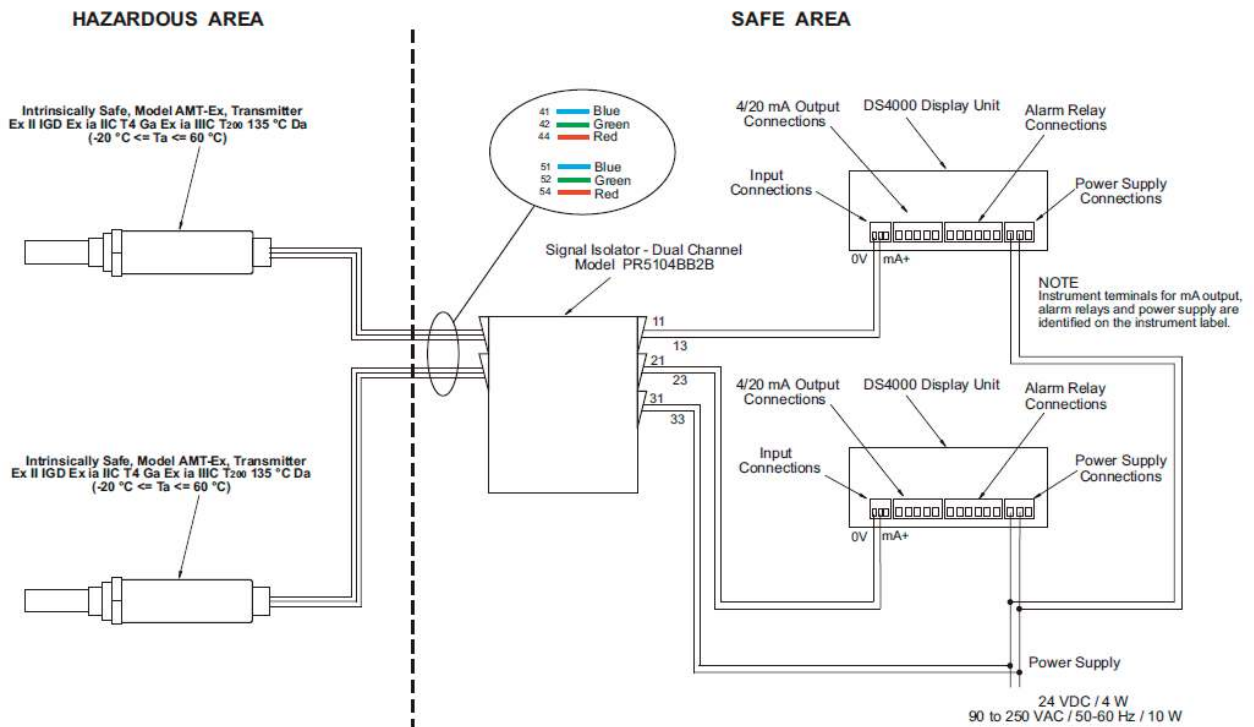 HAZARDOUS AREA
SAFE AREA
Intrinsically Safe, Model AMT-Ex, Transmitter
Ex II IGD Ex ia IIC T4 Ga Ex ia IIIC T200 135 °C Da
(-20 °C <= Ta <= 60 °C)
41 Blue
42 Green
44 Red
51 Blue
52 Green
54 Red
4/20 mA Output
Connections
DS4000 Display Unit
Alarm Relay
Connections
Input
Connections
Power Supply
Connections
0V mA+
NOTE
Instrument terminals for mA output,
alarm relays and power supply are
identified on the instrument label.
Signal Isolator - Dual Channel
Model PR5104BB2B
11
13
21
23
31
33
4/20 mA Output
Connections
DS4000 Display Unit
Alarm Relay
Connections
Input
Connections
Power Supply
Connections
0V mA+
Intrinsically Safe, Model AMT-Ex, Transmitter
Ex II IGD Ex ia IIC T4 Ga Ex ia IIIC T200 135 °C Da
(-20 °C <= Ta <= 60 °C)
Power Supply
24 VDC / 4 W
90 to 250 VAC / 50-60 Hz / 10 W